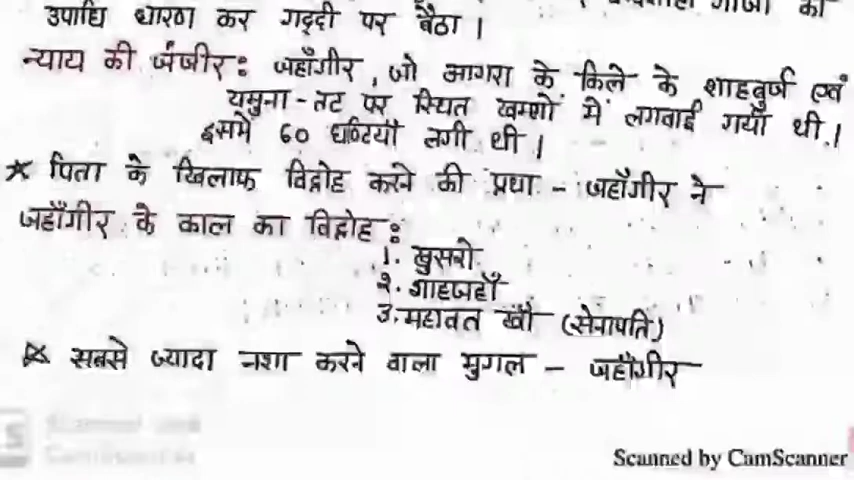 गाजी की
उपाधि धारण कर गद्दी पर बैठा।
न्याय की जंजीर: जहाँगीर, जो आगरा के किले के शाहबुर्ज एवं
यमुना-तट पर स्थित खम्भों में लगवाई गयी थी।
इसमें 60 घण्टियाँ लगी थी।
* पिता के खिलाफ विद्रोह करने की प्रथा - जहाँगीर ने
जहाँगीर के काल का विद्रोह:
1. खुसरो
2. शाहजहाँ
3. महावत खाँ (सेनापति)
* सबसे ज्यादा नशा करने वाला मुगल - जहाँगीर
Scanned by CamScanner